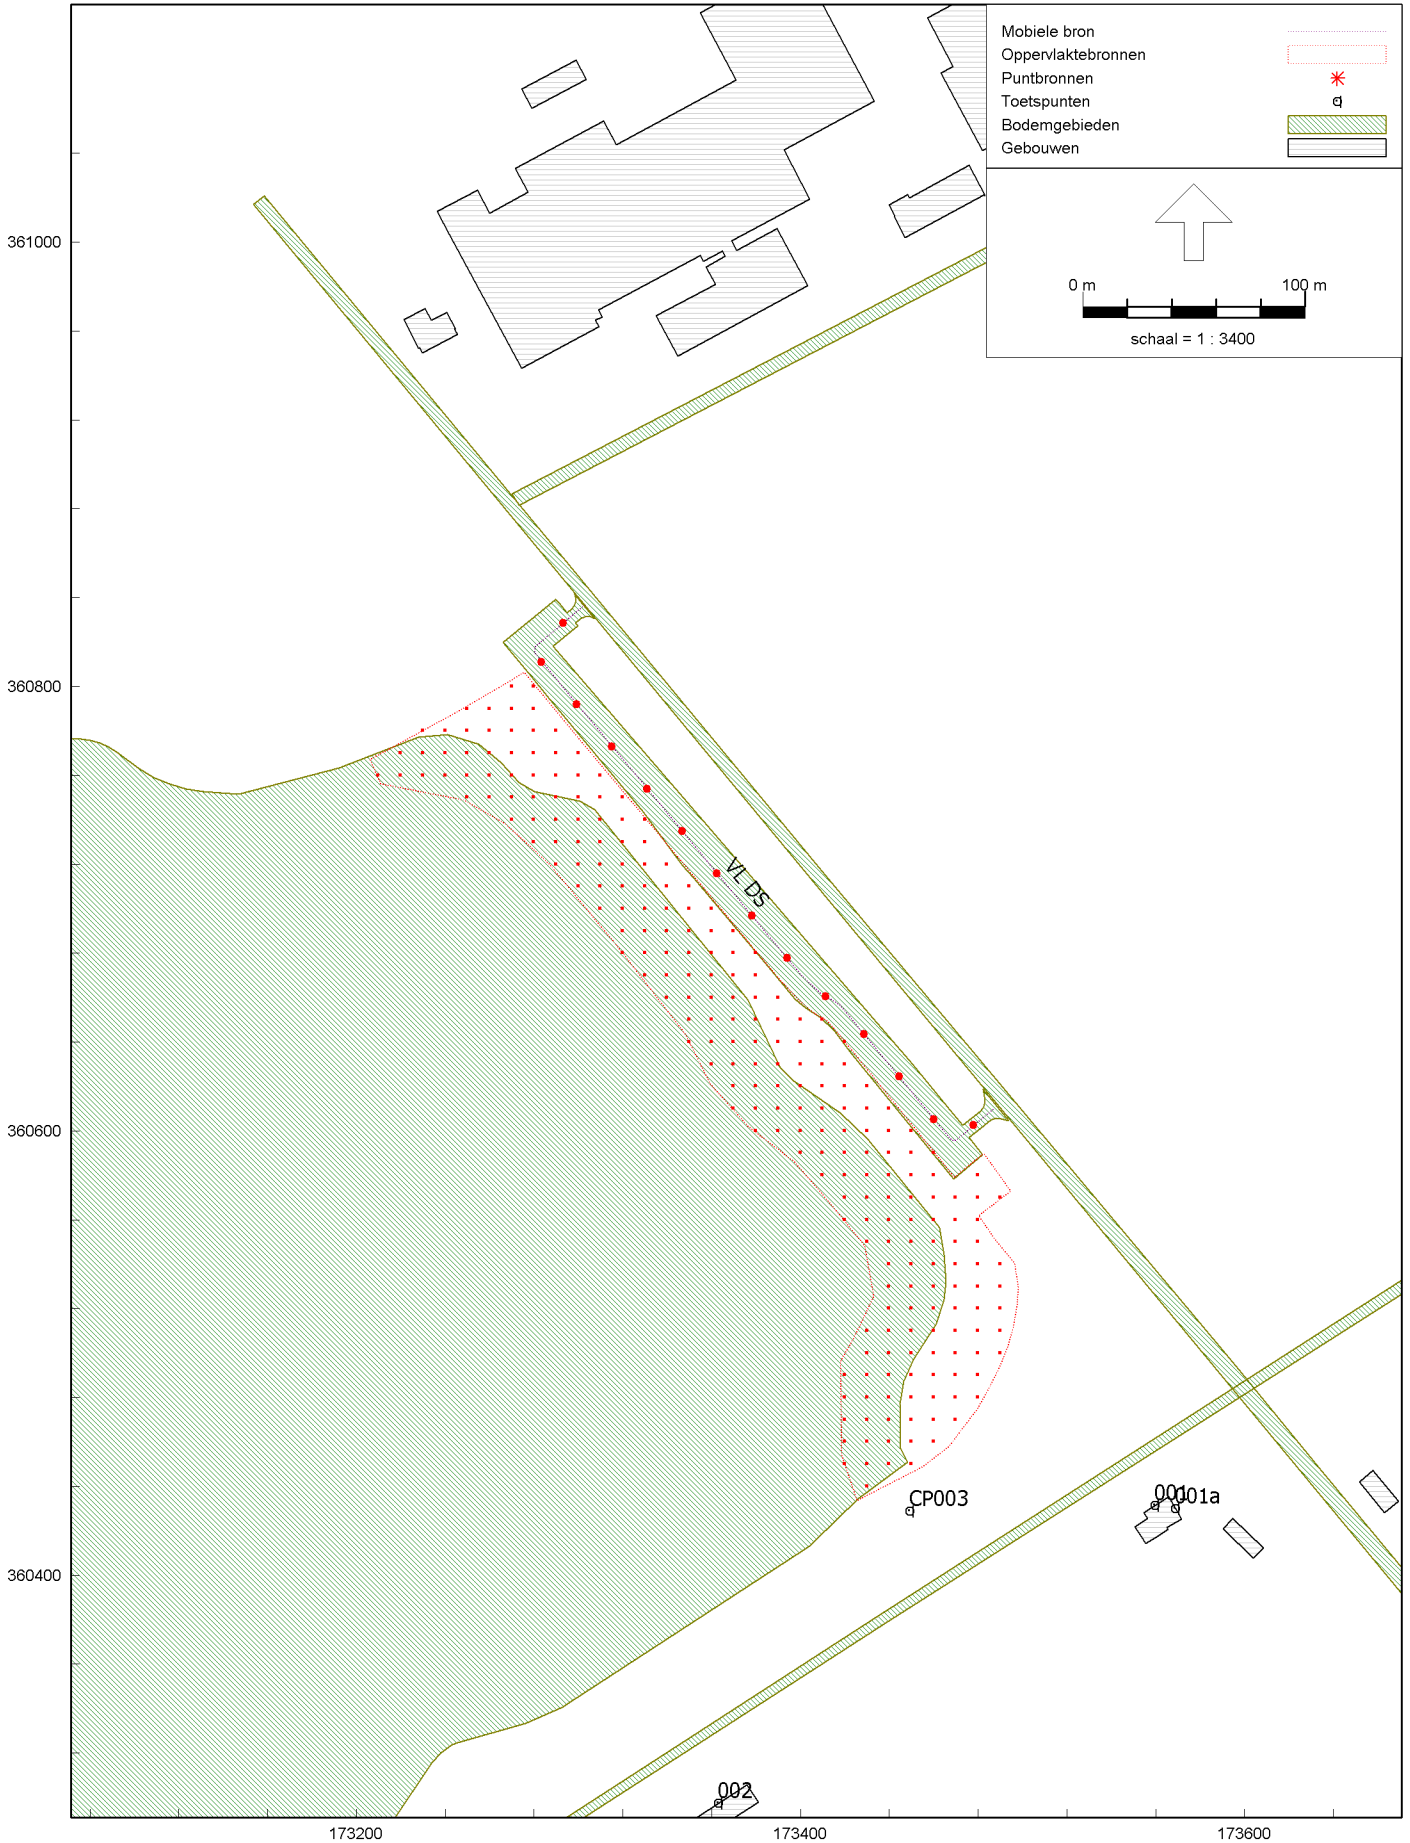 Mobiele bron
Oppervlaktebronnen
Puntbronnen
Toetspunten
Bodemgebieden
Gebouwen
0 m
100 m
schaal = 1 : 3400
361000
360800
VL DS
360600
CP003
001
001a
360400
002
173200
173400
173600